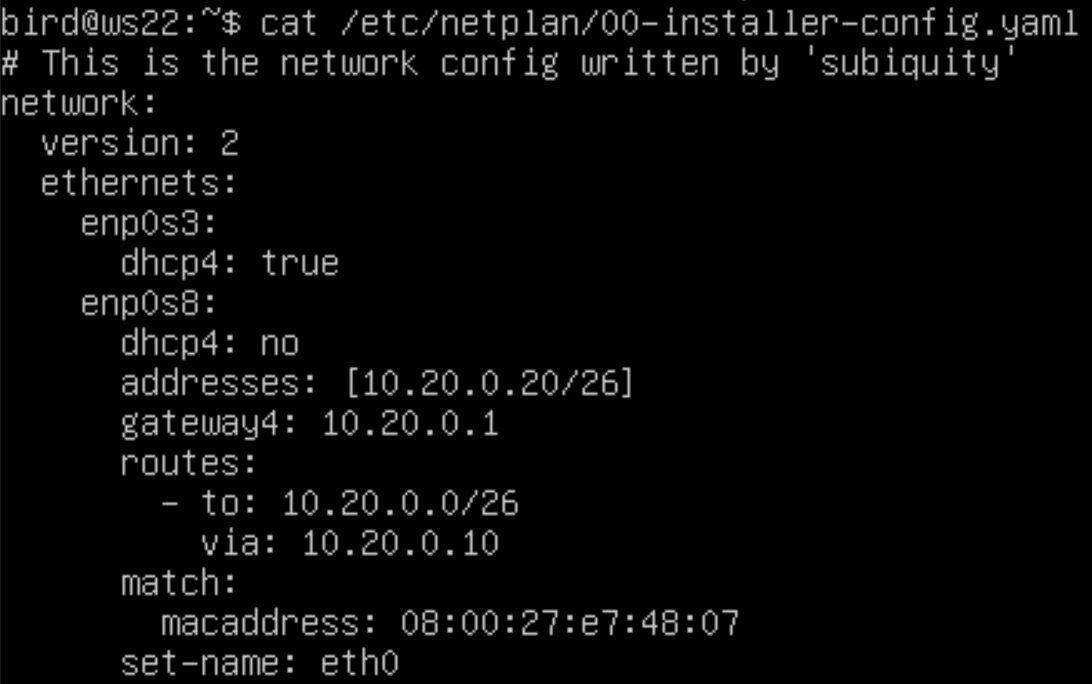 bird@ws22:~$ cat /etc/netplan/00-installer-config.yaml
# This is the network config written by 'subiquity'
network:
  version: 2
  ethernets:
    enp0s3:
      dhcp4: true
    enp0s8:
      dhcp4: no
      addresses: [10.20.0.20/26]
      gateway4: 10.20.0.1
      routes:
        - to: 10.20.0.0/26
          via: 10.20.0.10
      match:
        macaddress: 08:00:27:e7:48:07
      set-name: eth0